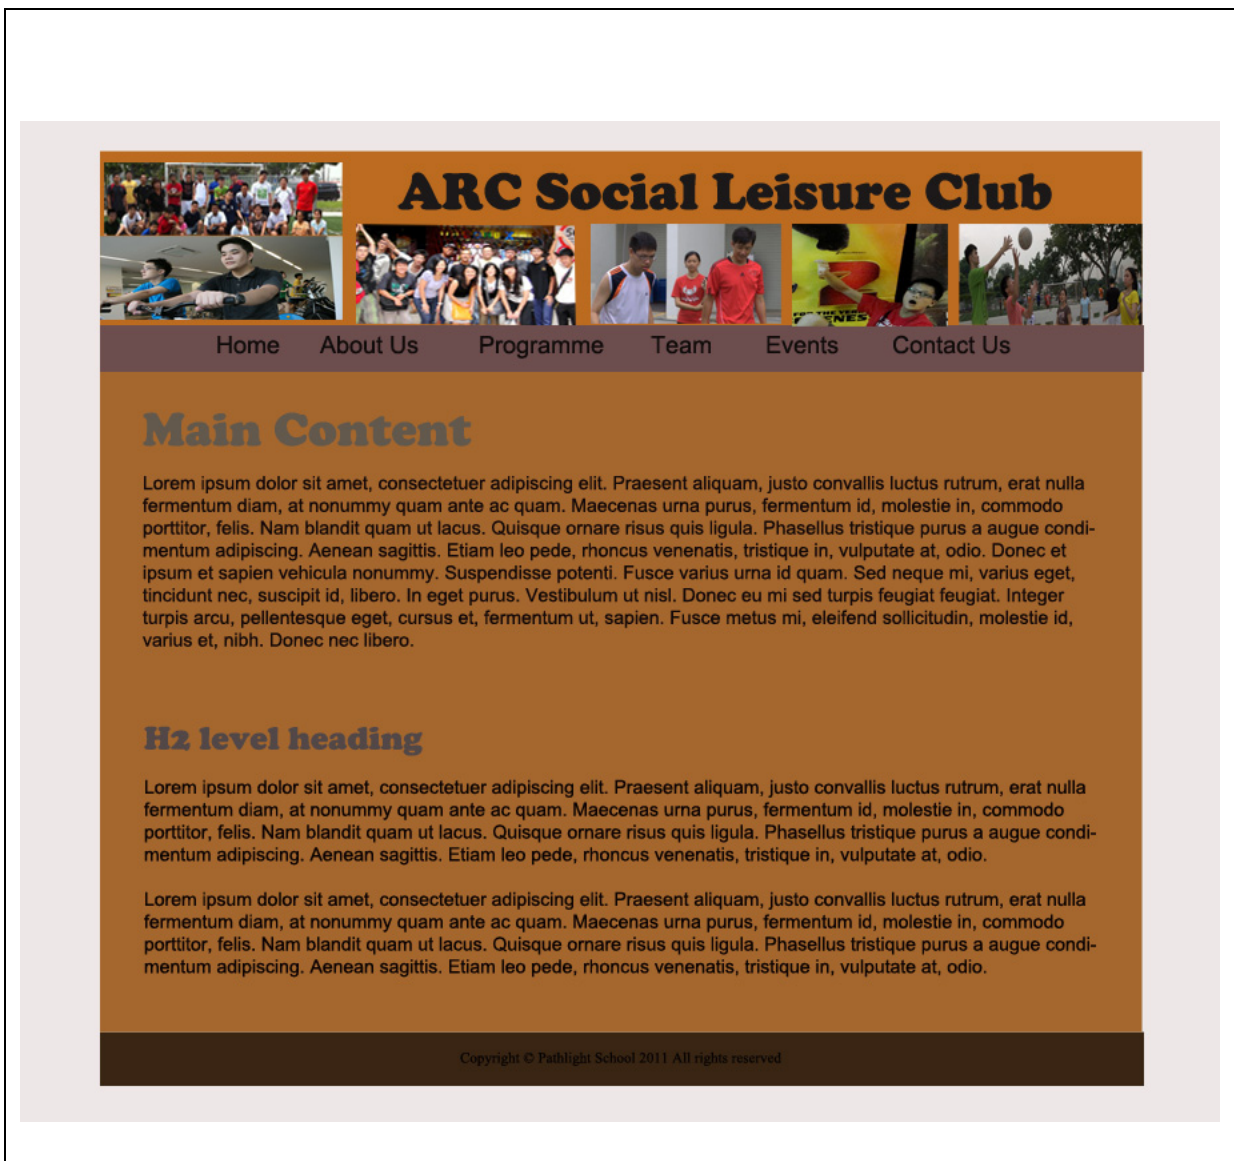 ARC Social Leisure Club
FOR THE YE
Home About Us Programme Team Events Contact Us
Main Content
Lorem ipsum dolor sit amet, consectetuer adipiscing elit. Praesent aliquam, justo convallis luctus rutrum, erat nulla
fermentum diam, at nonummy quam ante ac quam. Maecenas urna purus, fermentum id, molestie in, commodo
porttitor, felis. Nam blandit quam ut lacus. Quisque ornare risus quis ligula. Phasellus tristique purus a augue condi-
mentum adipiscing. Aenean sagittis. Etiam leo pede, rhoncus venenatis, tristique in, vulputate at, odio. Donec et
ipsum et sapien vehicula nonummy. Suspendisse potenti. Fusce varius urna id quam. Sed neque mi, varius eget,
tincidunt nec, suscipit id, libero. In eget purus. Vestibulum ut nisl. Donec eu mi sed turpis feugiat feugiat. Integer
turpis arcu, pellentesque eget, cursus et, fermentum ut, sapien. Fusce metus mi, eleifend sollicitudin, molestie id,
varius et, nibh. Donec nec libero.
H2 level heading
Lorem ipsum dolor sit amet, consectetuer adipiscing elit. Praesent aliquam, justo convallis luctus rutrum, erat nulla
fermentum diam, at nonummy quam ante ac quam. Maecenas urna purus, fermentum id, molestie in, commodo
porttitor, felis. Nam blandit quam ut lacus. Quisque ornare risus quis ligula. Phasellus tristique purus a augue condi-
mentum adipiscing. Aenean sagittis. Etiam leo pede, rhoncus venenatis, tristique in, vulputate at, odio.
Lorem ipsum dolor sit amet, consectetuer adipiscing elit. Praesent aliquam, justo convallis luctus rutrum, erat nulla
fermentum diam, at nonummy quam ante ac quam. Maecenas urna purus, fermentum id, molestie in, commodo
porttitor, felis. Nam blandit quam ut lacus. Quisque ornare risus quis ligula. Phasellus tristique purus a augue condi-
mentum adipiscing. Aenean sagittis. Etiam leo pede, rhoncus venenatis, tristique in, vulputate at, odio.
Copyright © Pathlight School 2011 All rights reserved